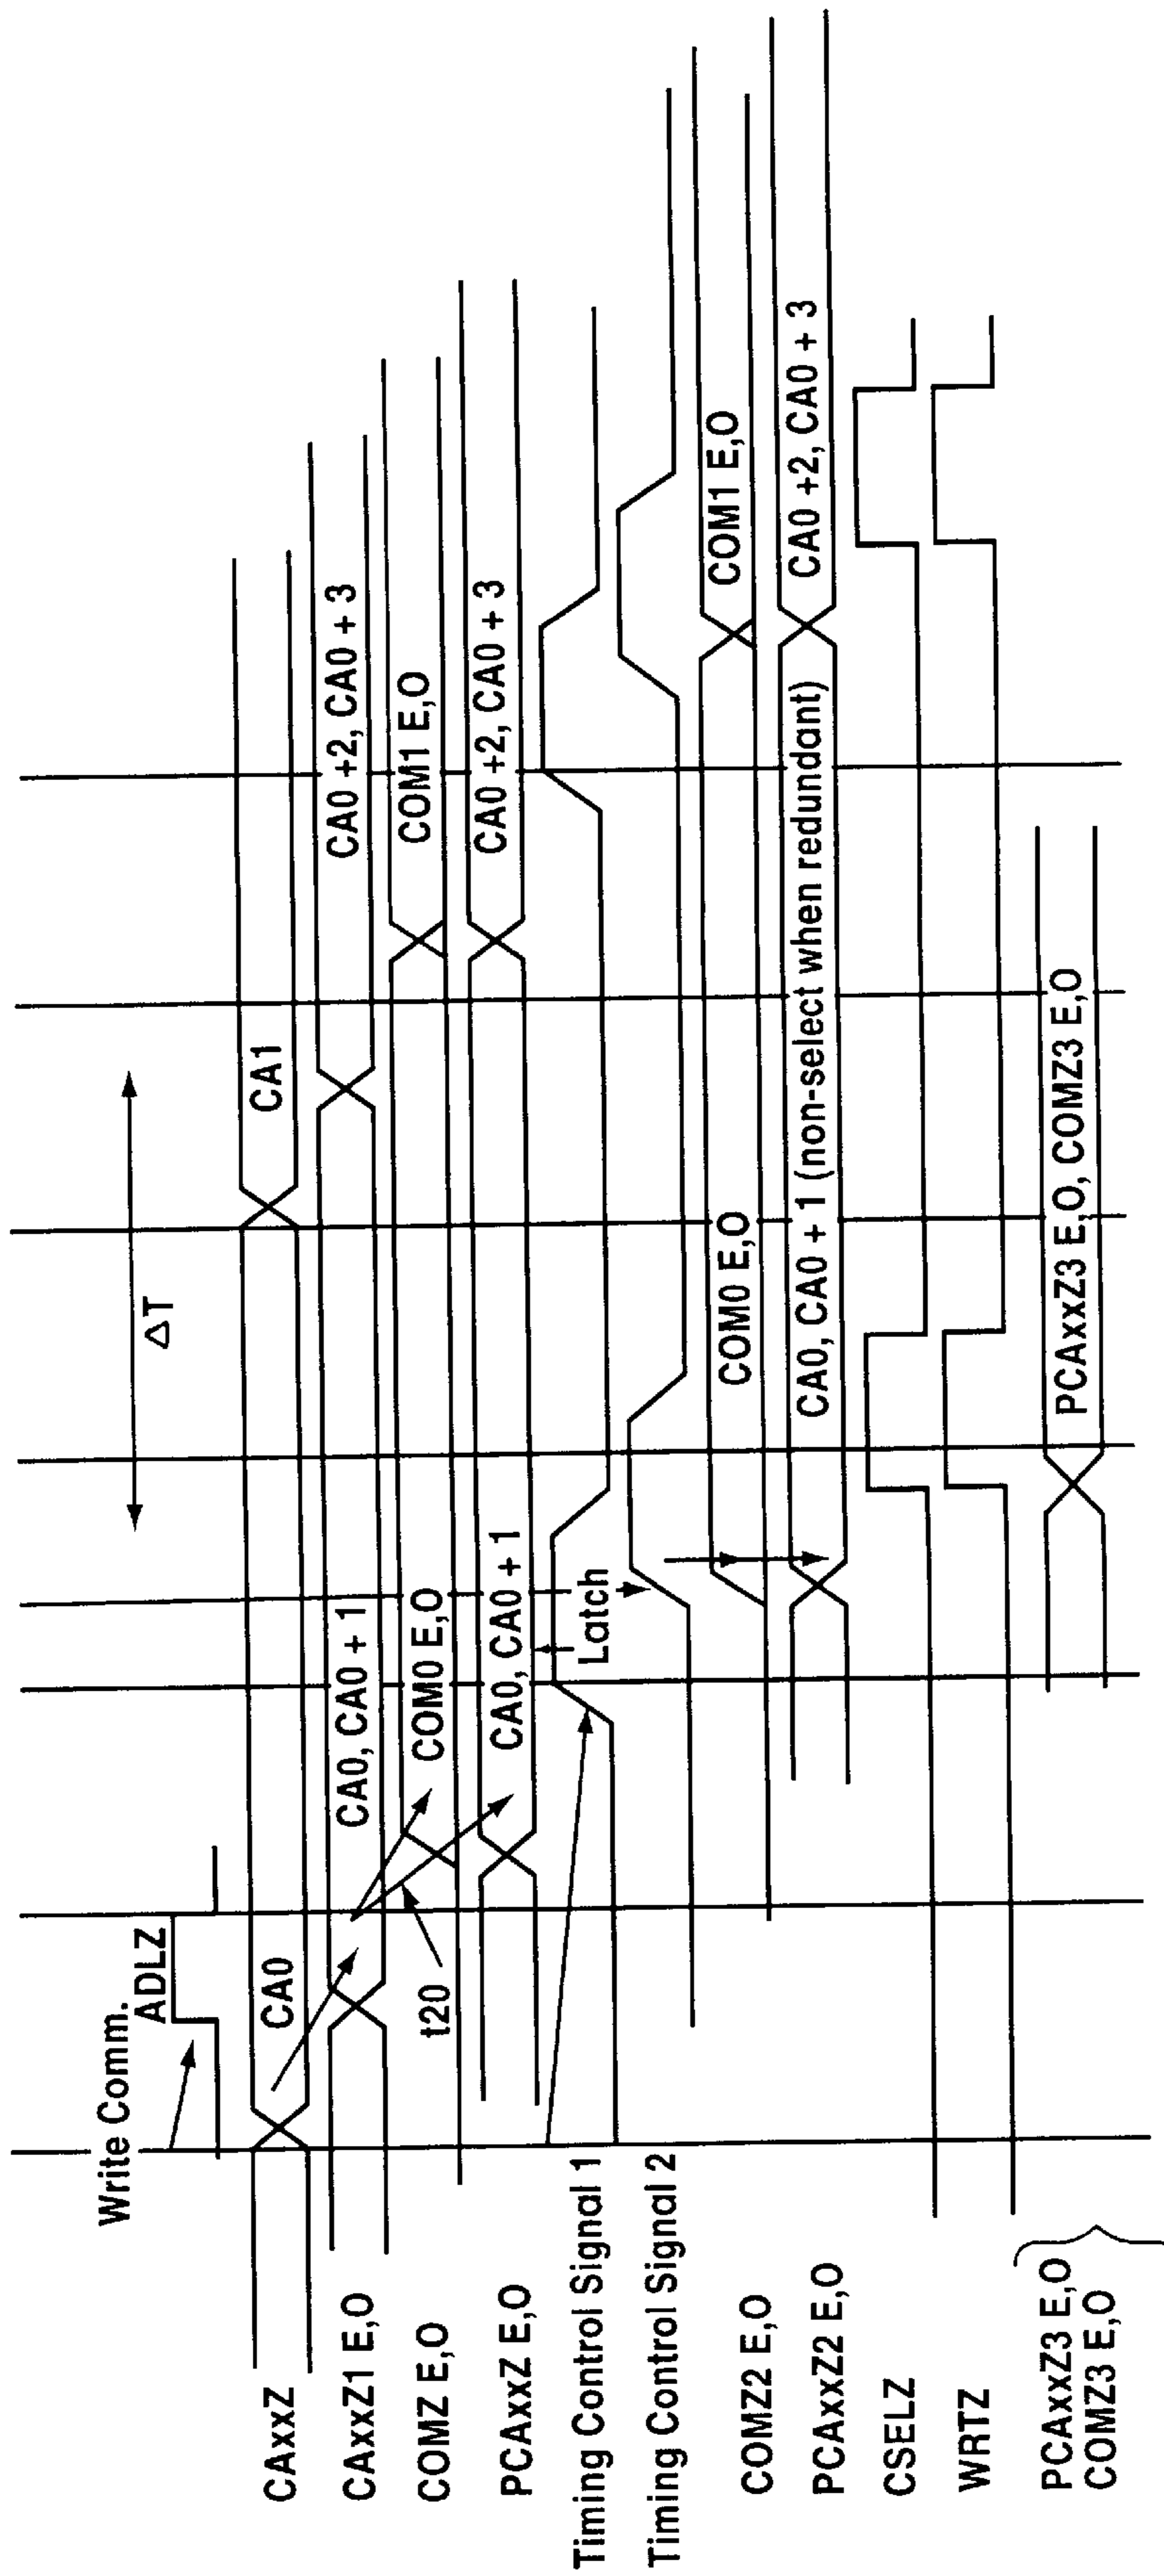 Write Comm.
ADLZ
ΔT
CAxxZ
CA0
CA1
CAxxZ1 E,O
CA0, CA0 + 1
CA0 +2, CA0 + 3
COMZ E,O
COM0 E,O
COM1 E,O
t20
PCAxxZ E,O
CA0, CA0 + 1
CA0 +2, CA0 + 3
Timing Control Signal 1
Latch
Timing Control Signal 2
COMZ2 E,O
COM0 E,O
COM1 E,O
PCAxxZ2 E,O
CA0, CA0 + 1 (non-select when redundant)
CA0 +2, CA0 + 3
CSELZ
WRTZ
PCAxxZ3 E,O
COMZ3 E,O
PCAxxZ3 E,O, COMZ3 E,O